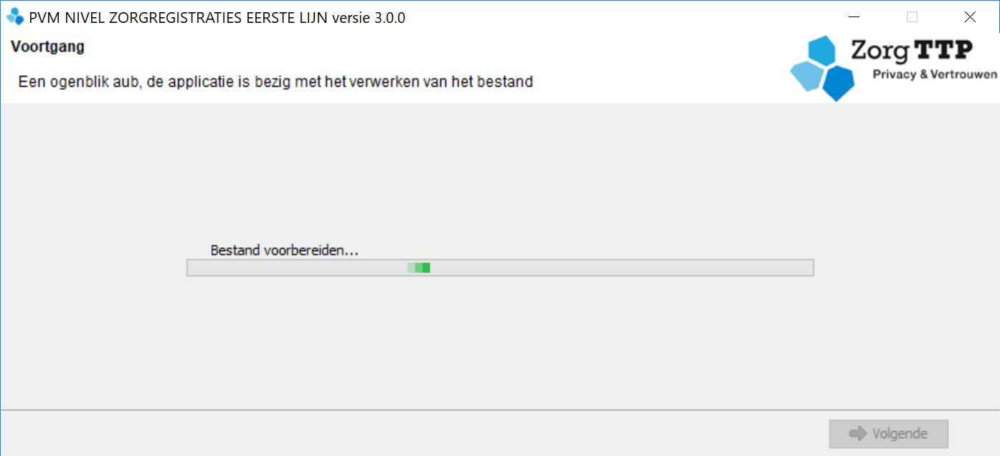 PVM NIVEL ZORGREGISTRATIES EERSTE LIJN versie 3.0.0
Voortgang
Een ogenblik aub, de applicatie is bezig met het verwerken van het bestand
Zorg TTP
Privacy & Vertrouwen
Bestand voorbereiden...
Volgende